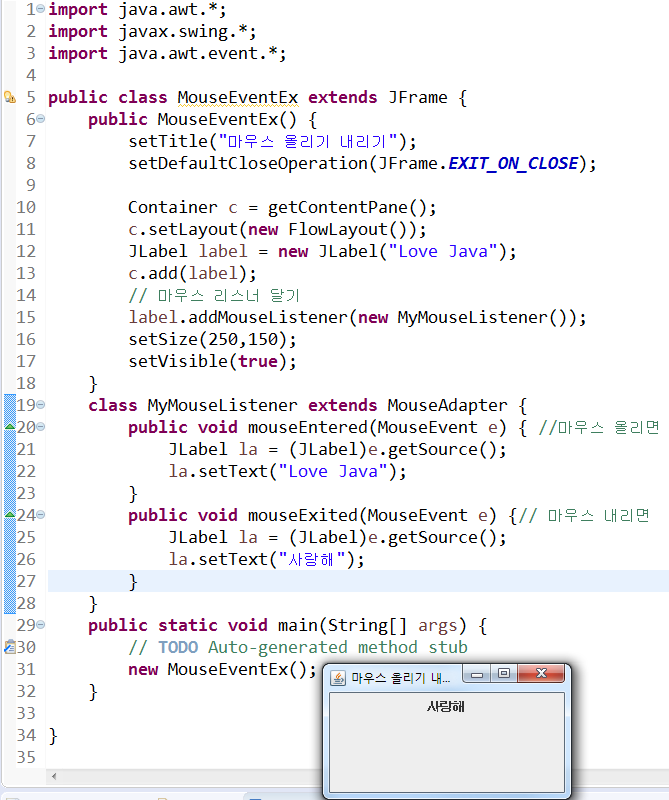 1 import java.awt.*;
2 import javax.swing.*;
3 import java.awt.event.*;
4
5 public class MouseEventEx extends JFrame {
6 public MouseEventEx() {
7 setTitle("마우스 올리기 내리기");
8 setDefaultCloseOperation(JFrame.EXIT_ON_CLOSE);
9
10 Container c = getContentPane();
11 c.setLayout(new FlowLayout());
12 JLabel label = new JLabel("Love Java");
13 c.add(label);
14 // 마우스 리스너 달기
15 label.addMouseListener(new MyMouseListener());
16 setSize(250,150);
17 setVisible(true);
18 }
19 class MyMouseListener extends MouseAdapter {
20 public void mouseEntered(MouseEvent e) { //마우스 올리면
21 JLabel la = (JLabel)e.getSource();
22 la.setText("Love Java");
23 }
24 public void mouseExited(MouseEvent e) {// 마우스 내리면
25 JLabel la = (JLabel)e.getSource();
26 la.setText("사랑해");
27 }
28 }
29 public static void main(String[] args) {
30 // TODO Auto-generated method stub
31 new MouseEventEx();
32 }
33
34 }
35
마우스 올리기 내...
사랑해